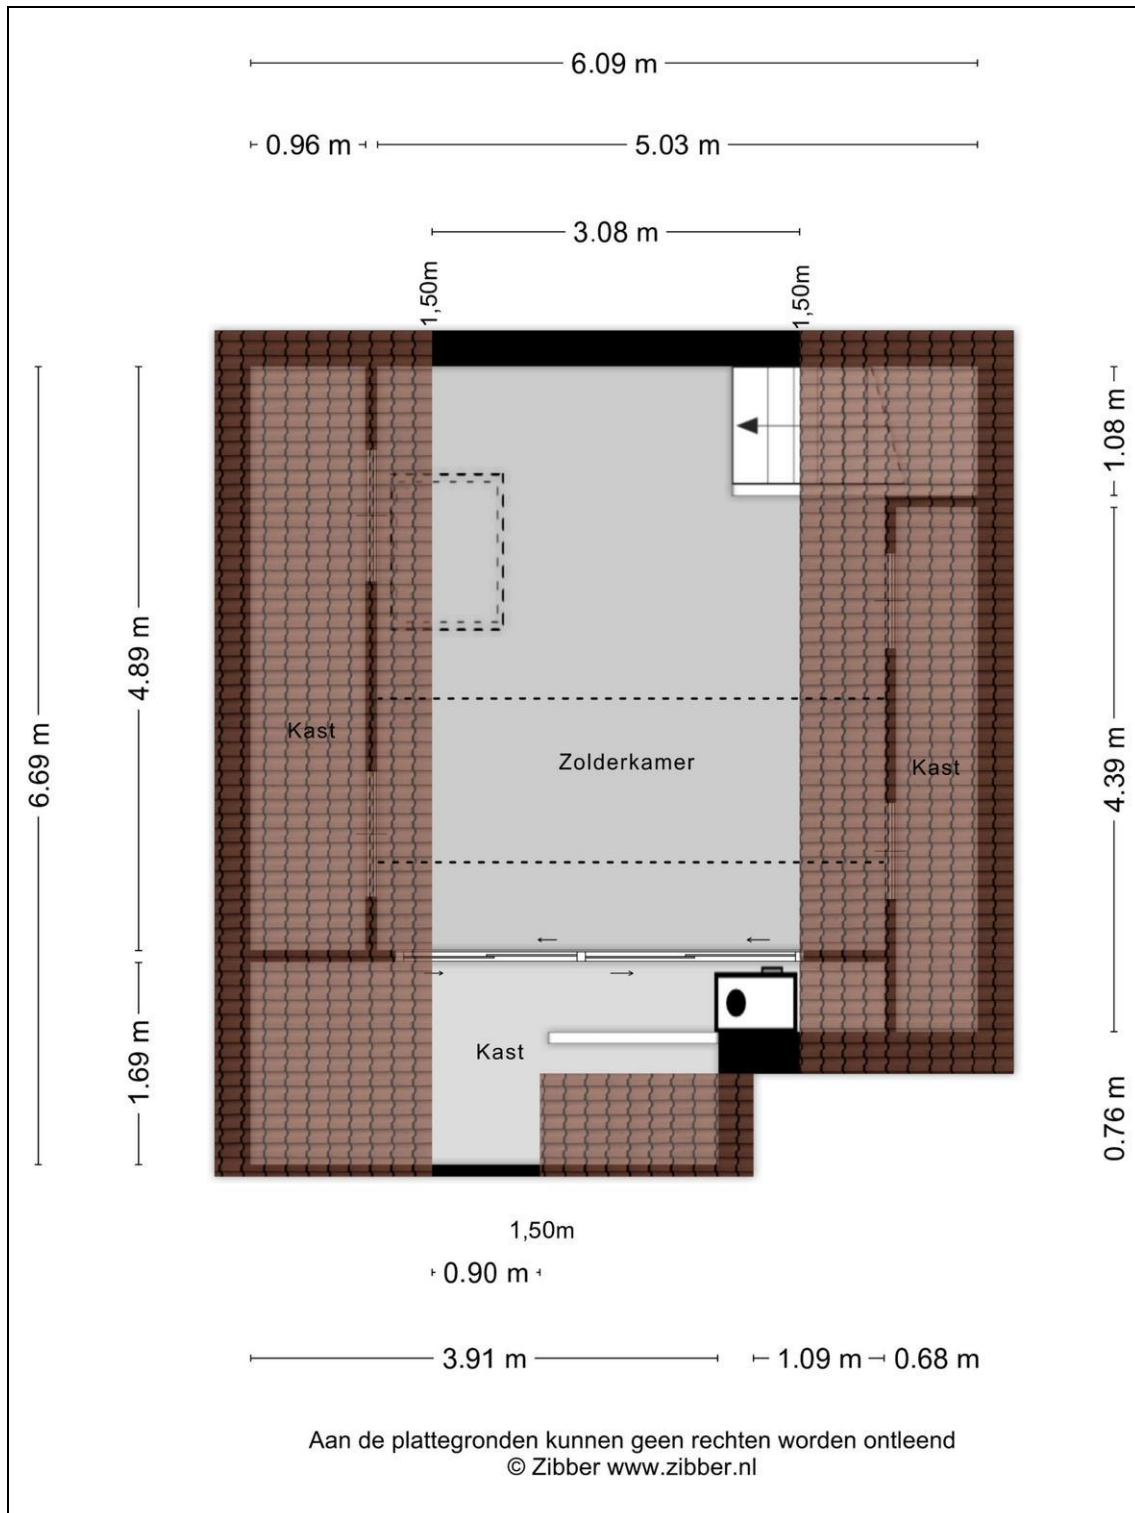 6.09 m
0.96 m
5.03 m
3.08 m
1,50m
1,50m
1.08 m
4.89 m
6.69 m
Kast
Zolderkamer
Kast
4.39 m
1.69 m
Kast
0.76 m
1,50m
0.90 m
3.91 m
1.09 m
0.68 m
Aan de plattegronden kunnen geen rechten worden ontleend
© Zibber www.zibber.nl